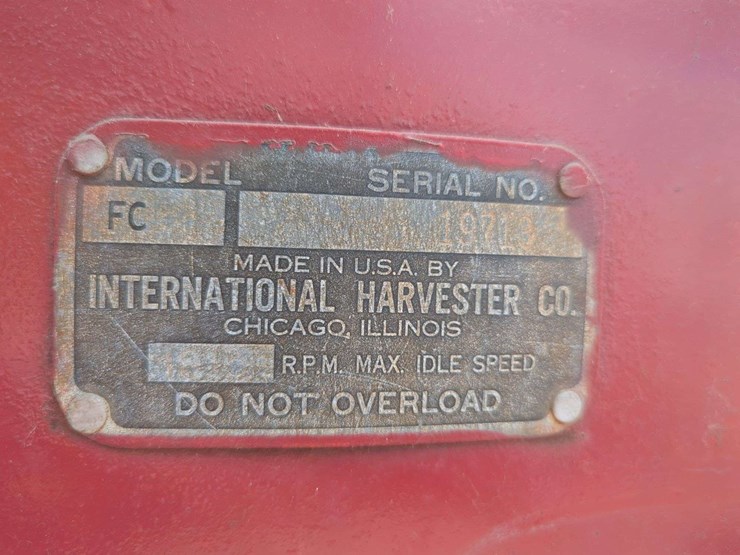 MODEL SERIAL NO.
FC
MADE IN U.S.A. BY
INTERNATIONAL HARVESTER CO.
CHICAGO, ILLINOIS
R.P.M. MAX. IDLE SPEED
DO NOT OVERLOAD